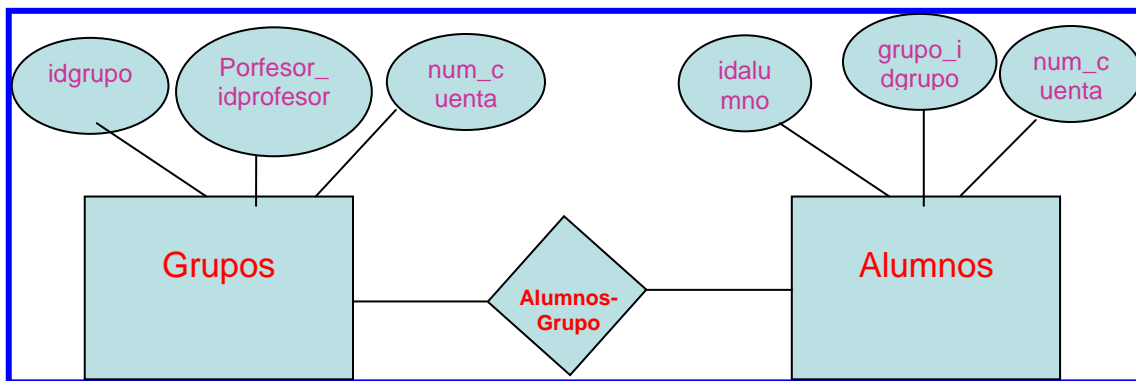 idgrupo
Porfesor_
idprofesor
num_c
uenta
idalu
mno
grupo_i
dgrupo
num_c
uenta
Grupos
Alumnos-
Grupo
Alumnos